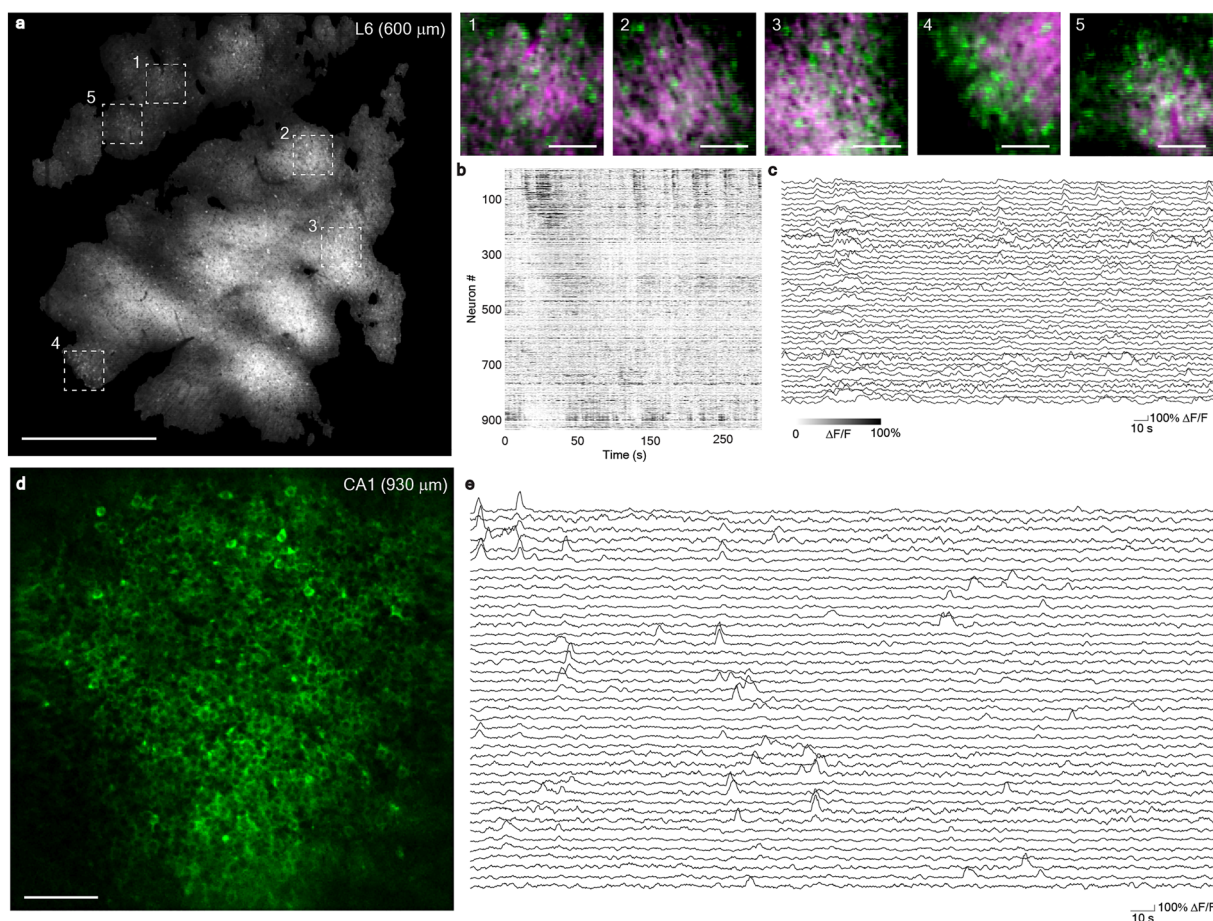 a
L6 (600 μm)
1
5
2
3
4
1
2
3
4
5
b
Neuron #
100
300
500
700
900
0
50
150
250
Time (s)
c
0 ΔF/F 100%
100% ΔF/F
10 s
d
CA1 (930 μm)
e
100% ΔF/F
10 s